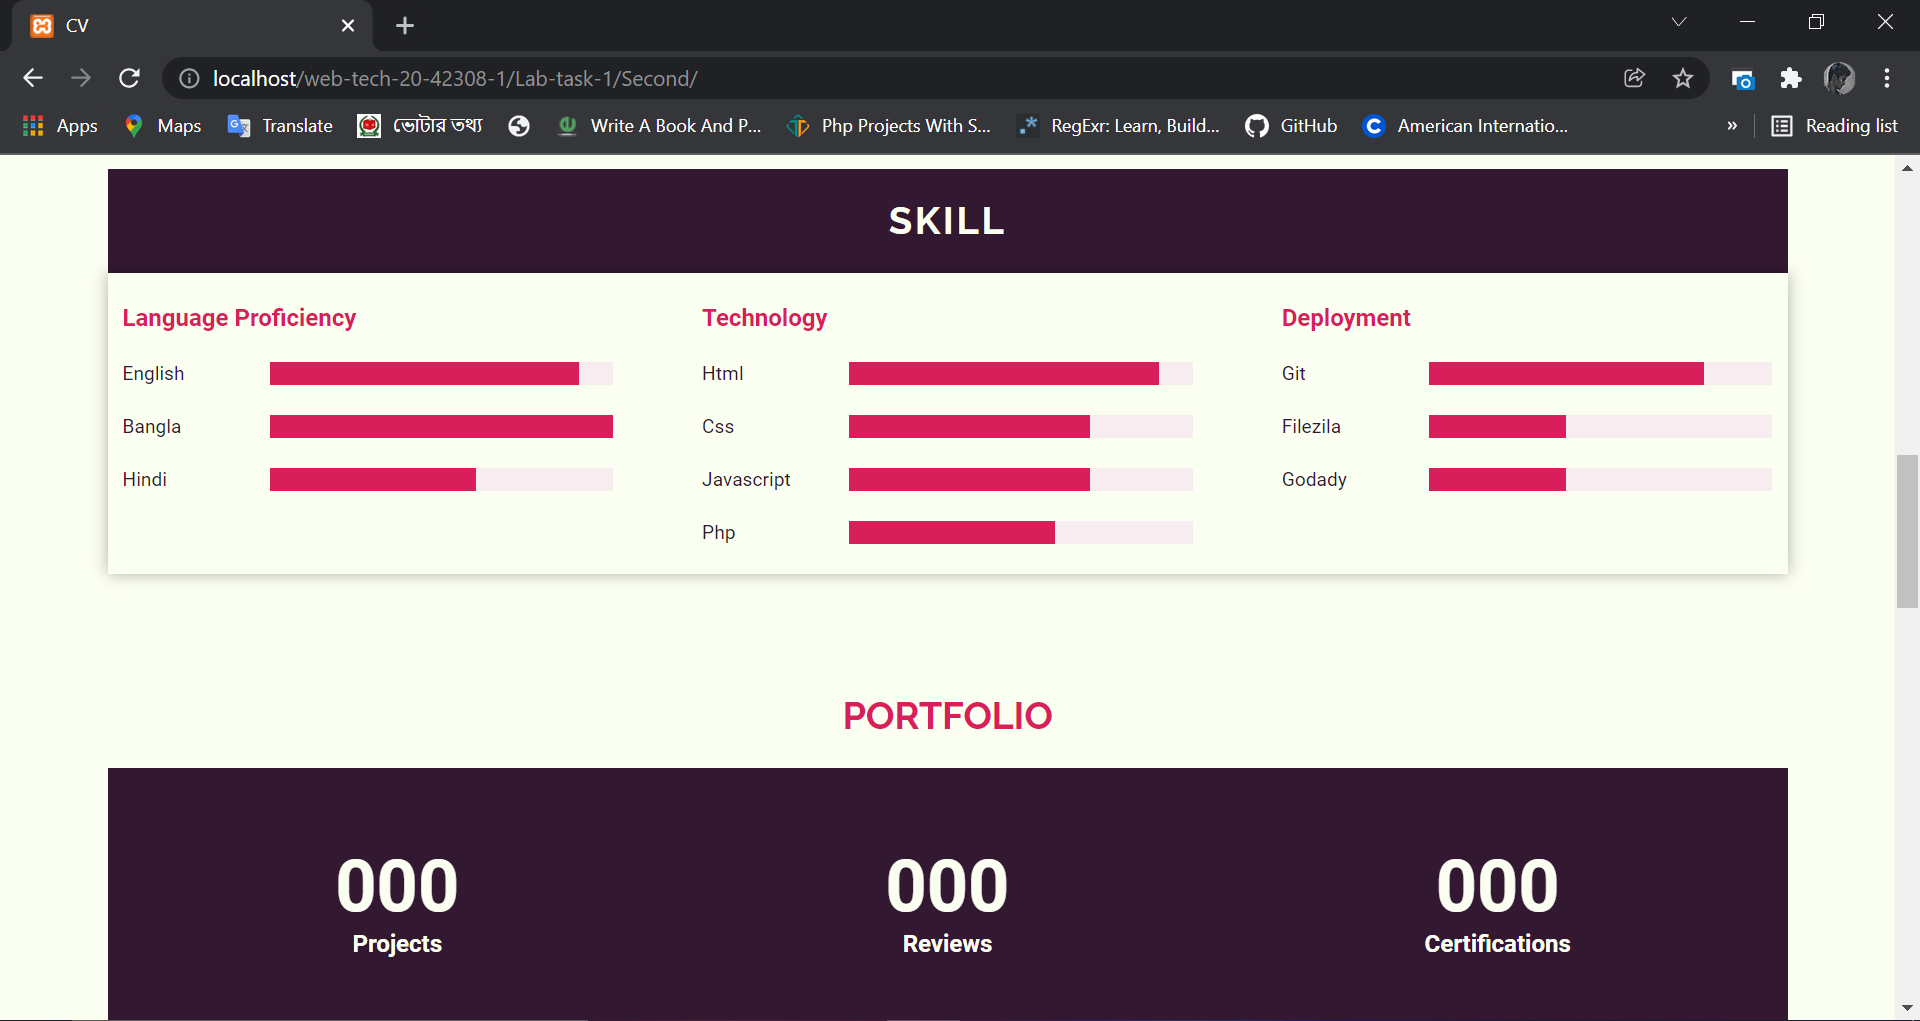 CV
localhost/web-tech-20-42308-1/Lab-task-1/Second/
Apps Maps Translate ভোটার তথ্য Write A Book And P... Php Projects With S... RegExr: Learn, Build... GitHub American Internatio... » Reading list
SKILL
Language Proficiency Technology Deployment
English Html Git
Bangla Css Filezila
Hindi Javascript Godady
Php
PORTFOLIO
000 000 000
Projects Reviews Certifications